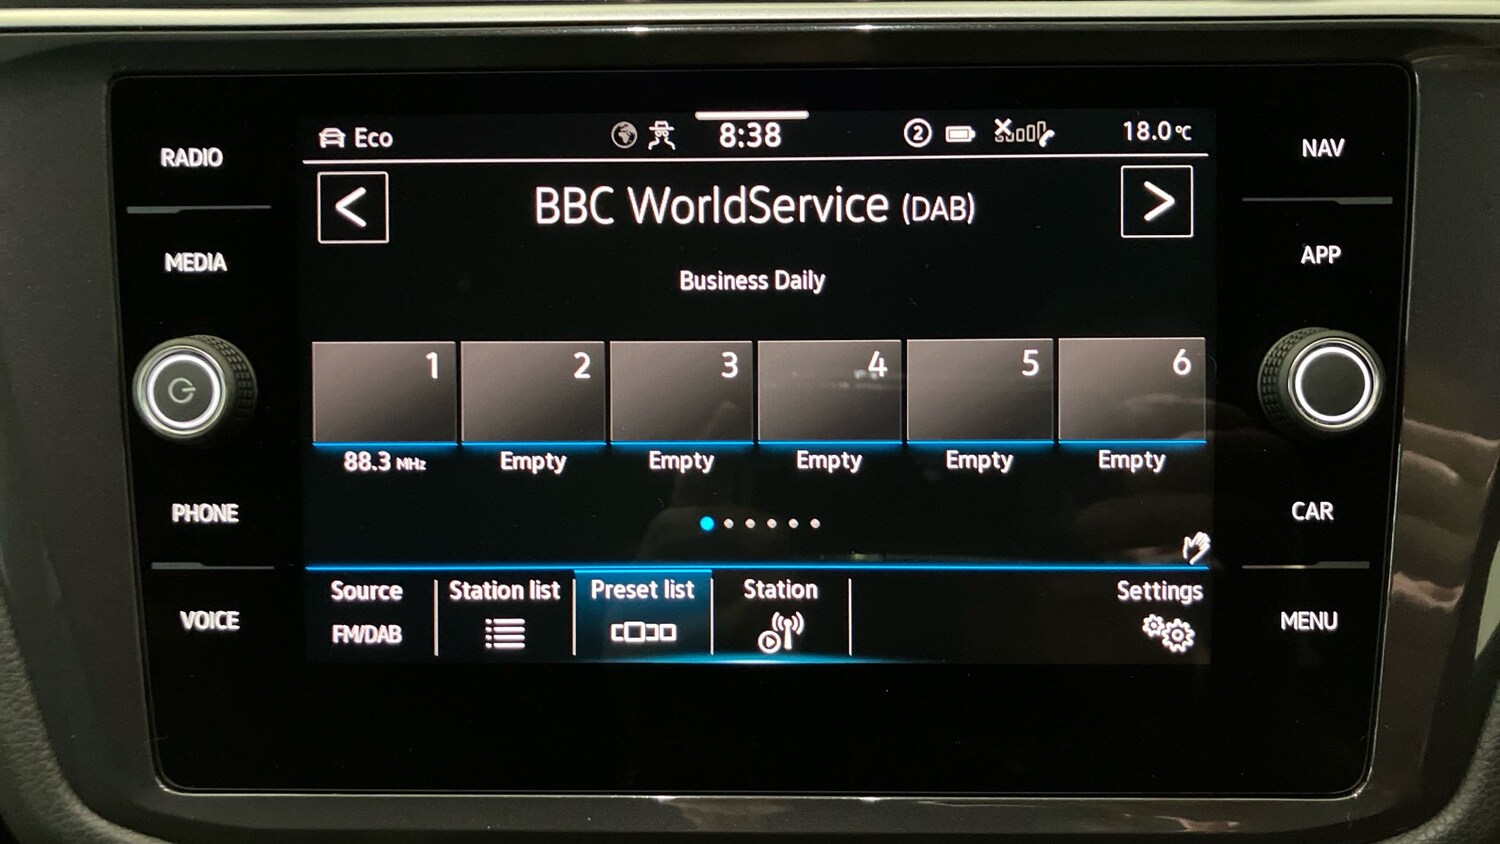 Eco 8:38 2 18.0°C
RADIO
NAV
< BBC WorldService (DAB) >
MEDIA
APP
Business Daily
1 2 3 4 5 6
88.3 MHz Empty Empty Empty Empty Empty
PHONE
CAR
Source Station list Preset list Station Settings
FM/DAB
VOICE
MENU